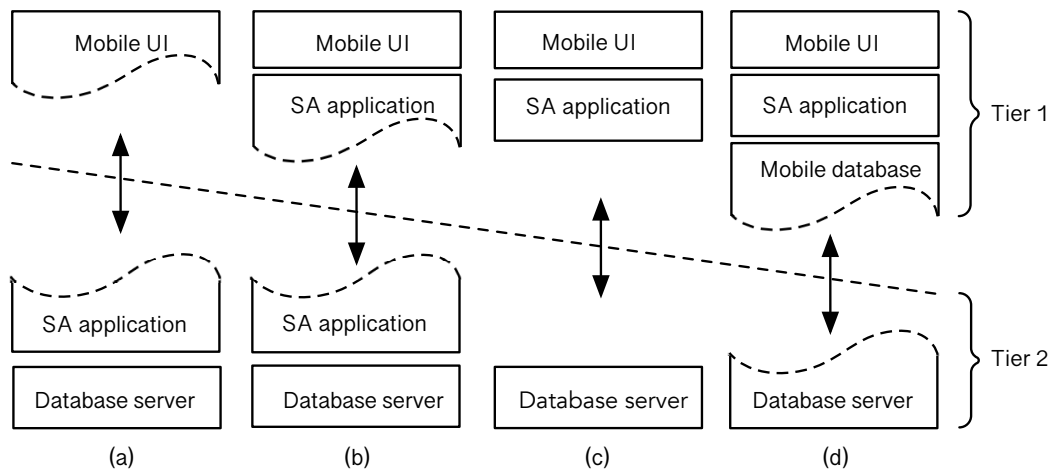 Mobile UI
Mobile UI
Mobile UI
Mobile UI
SA application
SA application
SA application
Tier 1
Mobile database
SA application
SA application
Tier 2
Database server
Database server
Database server
Database server
(a)
(b)
(c)
(d)